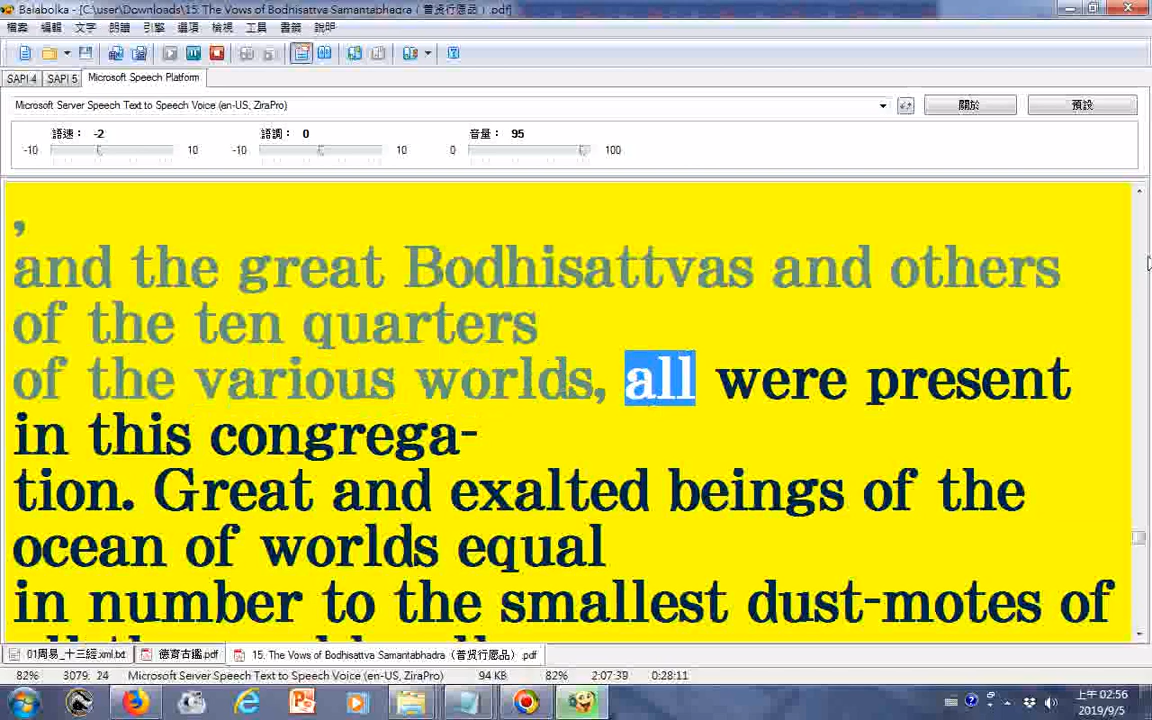 Balabolka - [C:\user\Downloads\15. The Vows of Bodhisattva Samantabhadra (普贤行愿品).pdf]
檔案 編輯 文字 朗讀 引擎 選項 檢視 工具 書籤 說明
SAPI 4 SAPI 5 Microsoft Speech Platform
Microsoft Server Speech Text to Speech Voice (en-US, ZiraPro) 關於 預設
語速： -2 語調： 0 音量： 95
-10 10 -10 10 0 100
,
and the great Bodhisattvas and others
of the ten quarters
of the various worlds, all were present
in this congrega-
tion. Great and exalted beings of the
ocean of worlds equal
in number to the smallest dust-motes of
01周易_十三經.xml.txt 德育古鑑.pdf 15. The Vows of Bodhisattva Samantabhadra (普贤行愿品) .pdf
82% 3079, 24 Microsoft Server Speech Text to Speech Voice (en-US, ZiraPro) 94 KB 82% 2:07:39 0:28:11
上午 02:56
2019/9/5